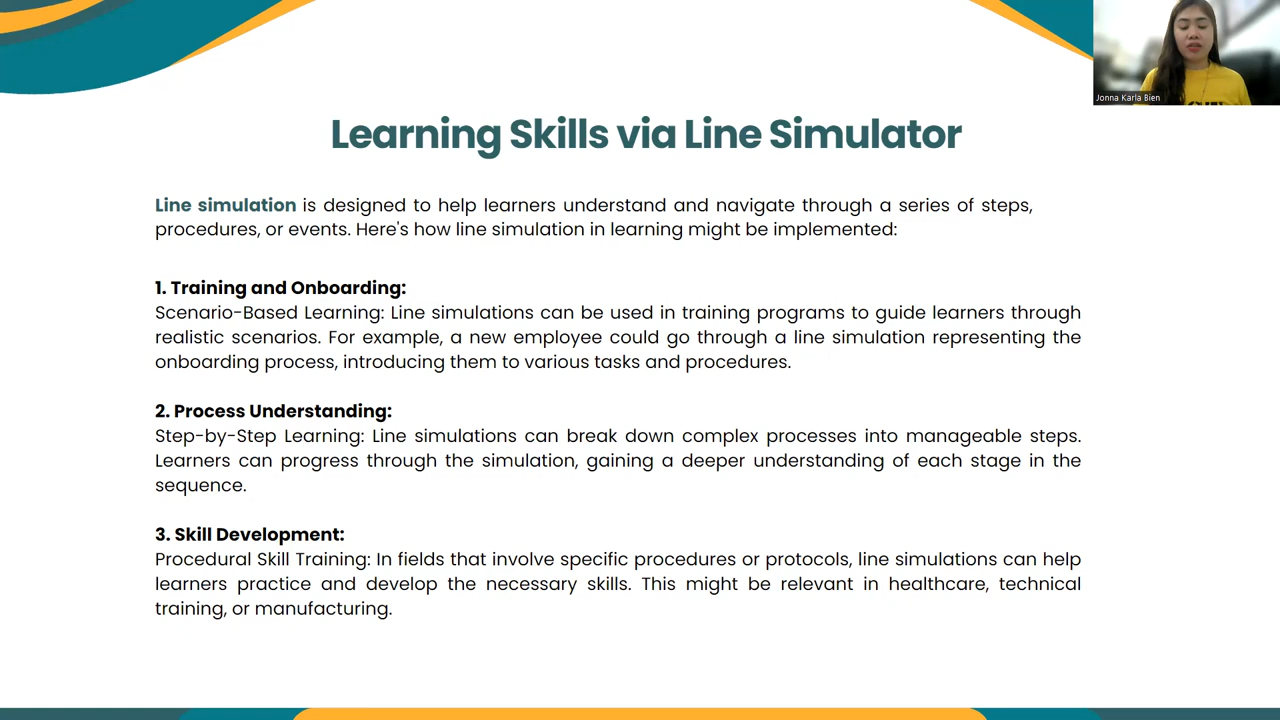 Jonna Karla Bien
Learning Skills via Line Simulator
Line simulation is designed to help learners understand and navigate through a series of steps,
procedures, or events. Here's how line simulation in learning might be implemented:
1. Training and Onboarding:
Scenario-Based Learning: Line simulations can be used in training programs to guide learners through
realistic scenarios. For example, a new employee could go through a line simulation representing the
onboarding process, introducing them to various tasks and procedures.
2. Process Understanding:
Step-by-Step Learning: Line simulations can break down complex processes into manageable steps.
Learners can progress through the simulation, gaining a deeper understanding of each stage in the
sequence.
3. Skill Development:
Procedural Skill Training: In fields that involve specific procedures or protocols, line simulations can help
learners practice and develop the necessary skills. This might be relevant in healthcare, technical
training, or manufacturing.